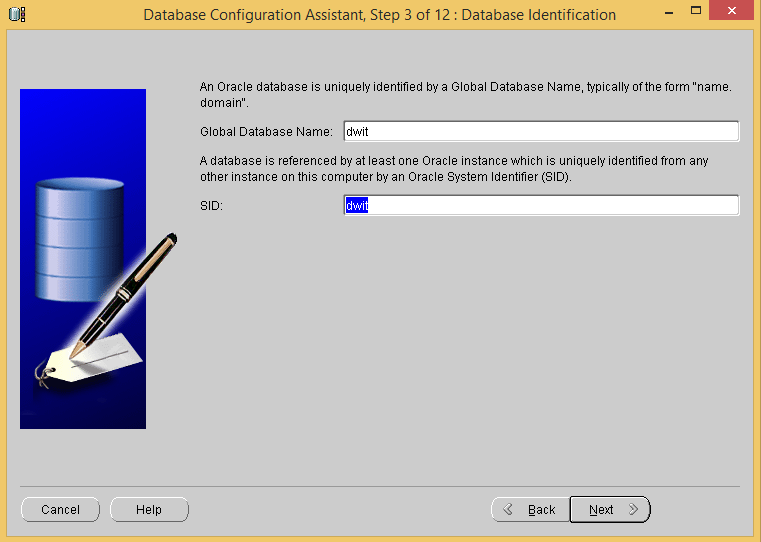 Database Configuration Assistant, Step 3 of 12 : Database Identification
An Oracle database is uniquely identified by a Global Database Name, typically of the form "name.
domain".
Global Database Name: dwit
A database is referenced by at least one Oracle instance which is uniquely identified from any
other instance on this computer by an Oracle System Identifier (SID).
SID: dwit
Cancel Help Back Next